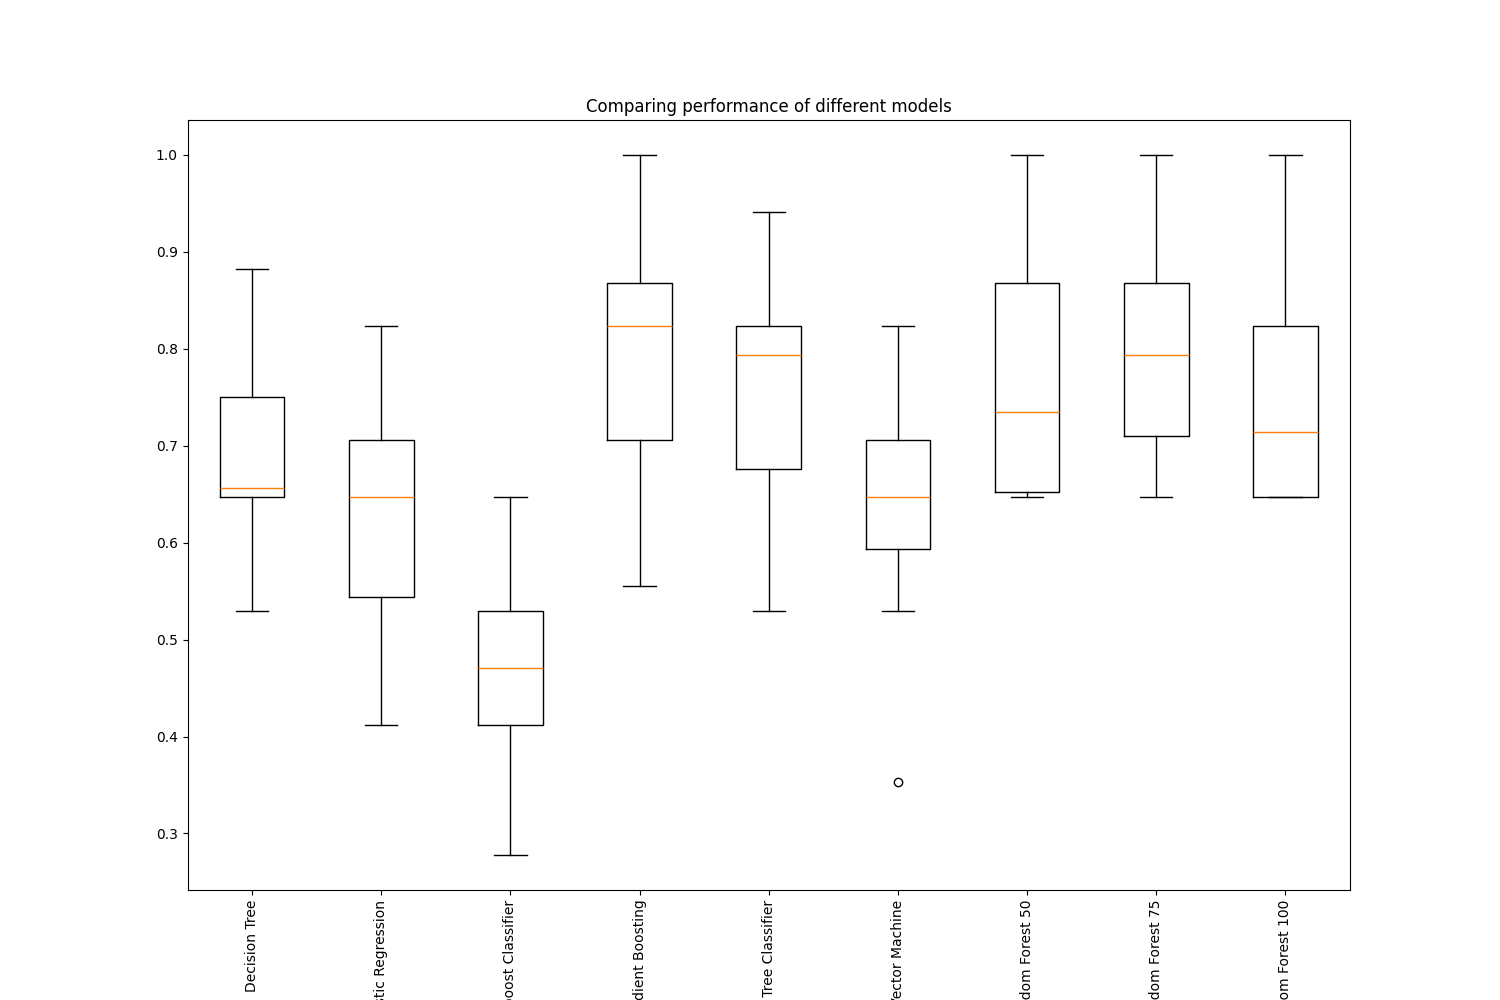 Comparing performance of different models
1.0
0.9
0.8
0.7
0.6
0.5
0.4
0.3
Decision Tree
stic Regression
oost Classifier
dient Boosting
Tree Classifier
Vector Machine
dom Forest 50
dom Forest 75
om Forest 100